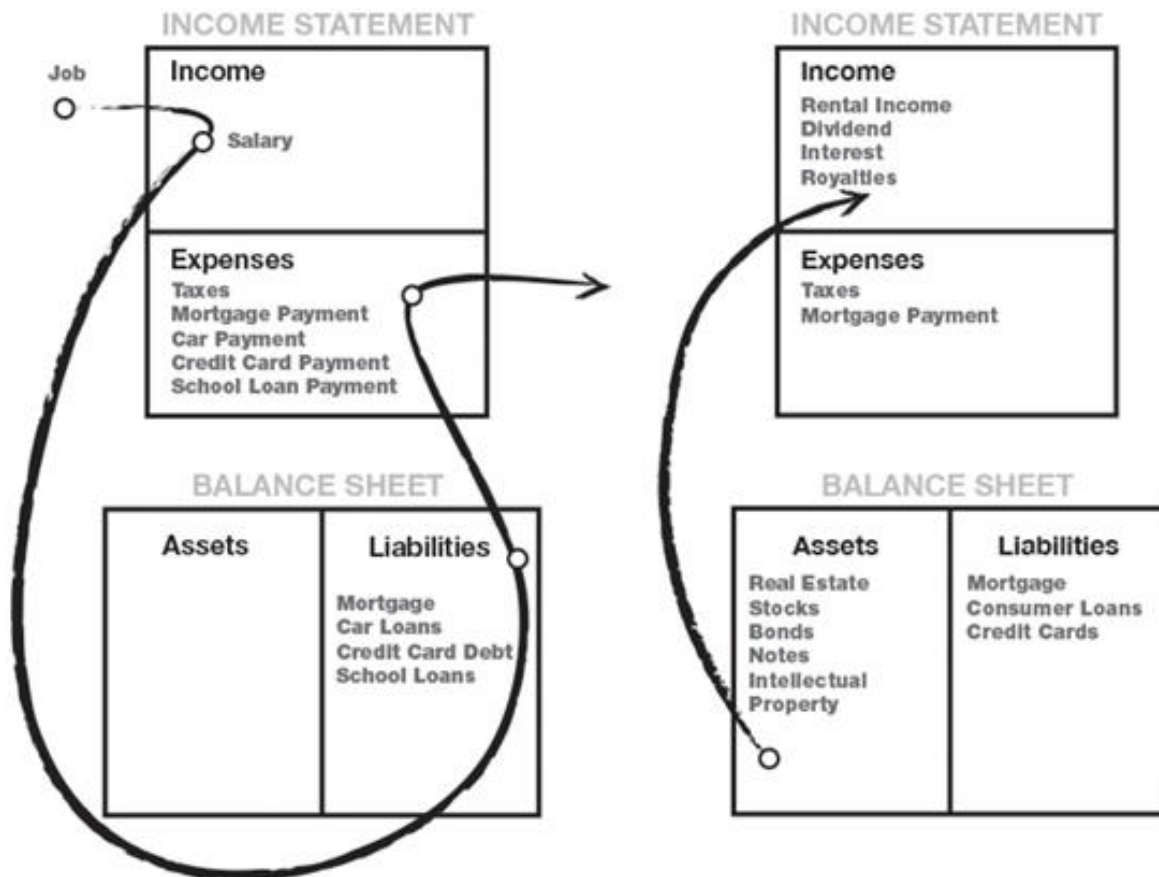 INCOME STATEMENT
Job
Income
Salary
Expenses
Taxes
Mortgage Payment
Car Payment
Credit Card Payment
School Loan Payment
BALANCE SHEET
Assets
Liabilities
Mortgage
Car Loans
Credit Card Debt
School Loans
INCOME STATEMENT
Income
Rental Income
Dividend
Interest
Royalties
Expenses
Taxes
Mortgage Payment
BALANCE SHEET
Assets
Real Estate
Stocks
Bonds
Notes
Intellectual
Property
Liabilities
Mortgage
Consumer Loans
Credit Cards